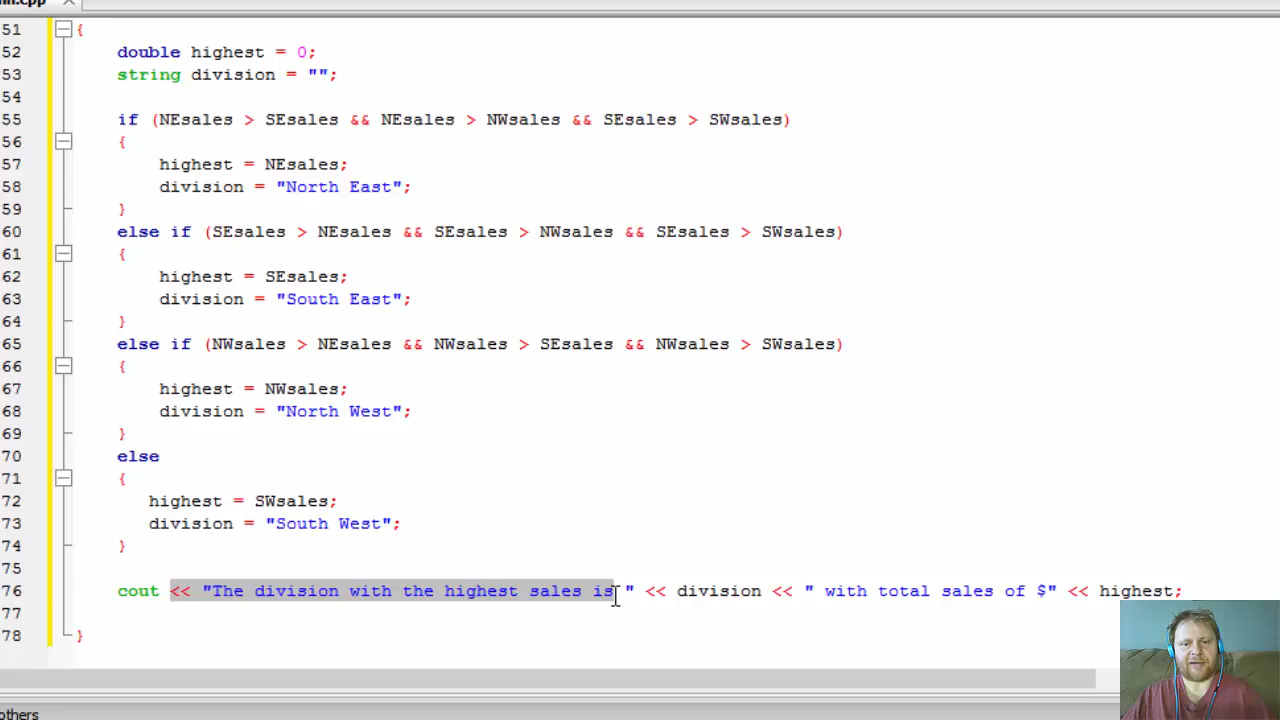 51 {
52 double highest = 0;
53 string division = "";
54
55 if (NEsales > SEsales && NEsales > NWsales && SEsales > SWsales)
56 {
57 highest = NEsales;
58 division = "North East";
59 }
60 else if (SEsales > NEsales && SEsales > NWsales && SEsales > SWsales)
61 {
62 highest = SEsales;
63 division = "South East";
64 }
65 else if (NWsales > NEsales && NWsales > SEsales && NWsales > SWsales)
66 {
67 highest = NWsales;
68 division = "North West";
69 }
70 else
71 {
72 highest = SWsales;
73 division = "South West";
74 }
75
76 cout << "The division with the highest sales is " << division << " with total sales of $" << highest;
77
78 }
others